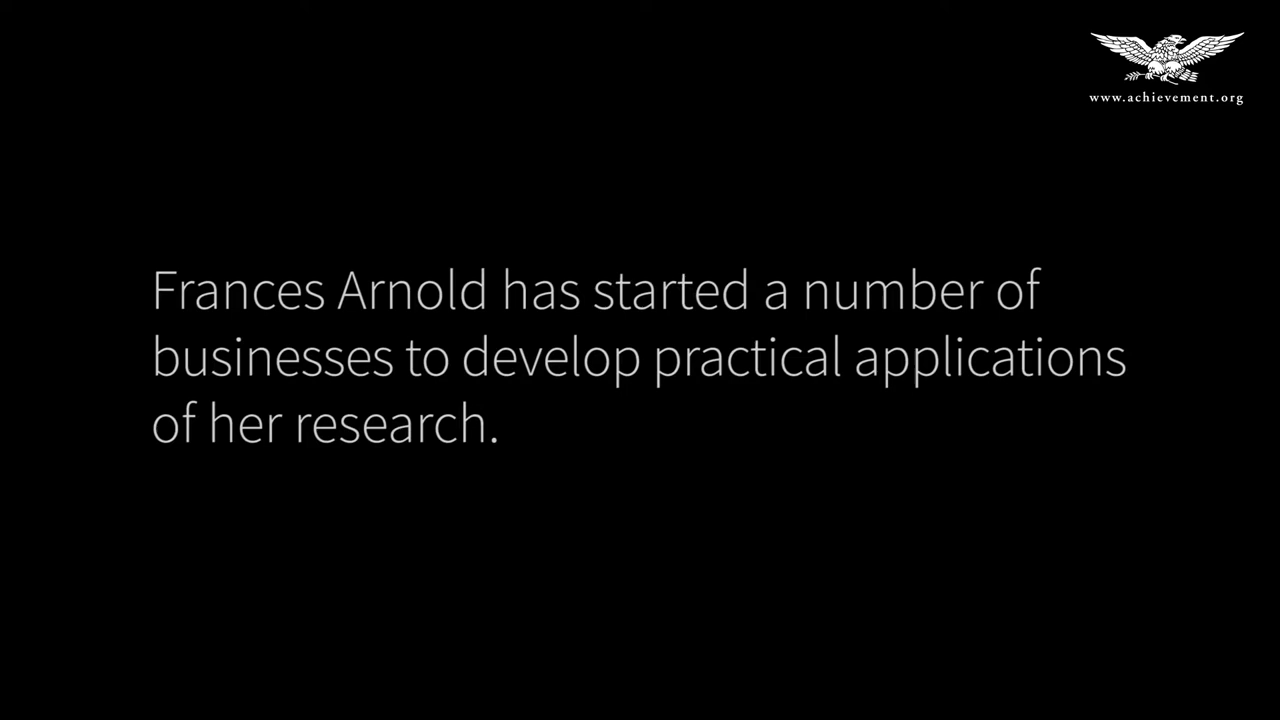 www.achievement.org
Frances Arnold has started a number of
businesses to develop practical applications
of her research.